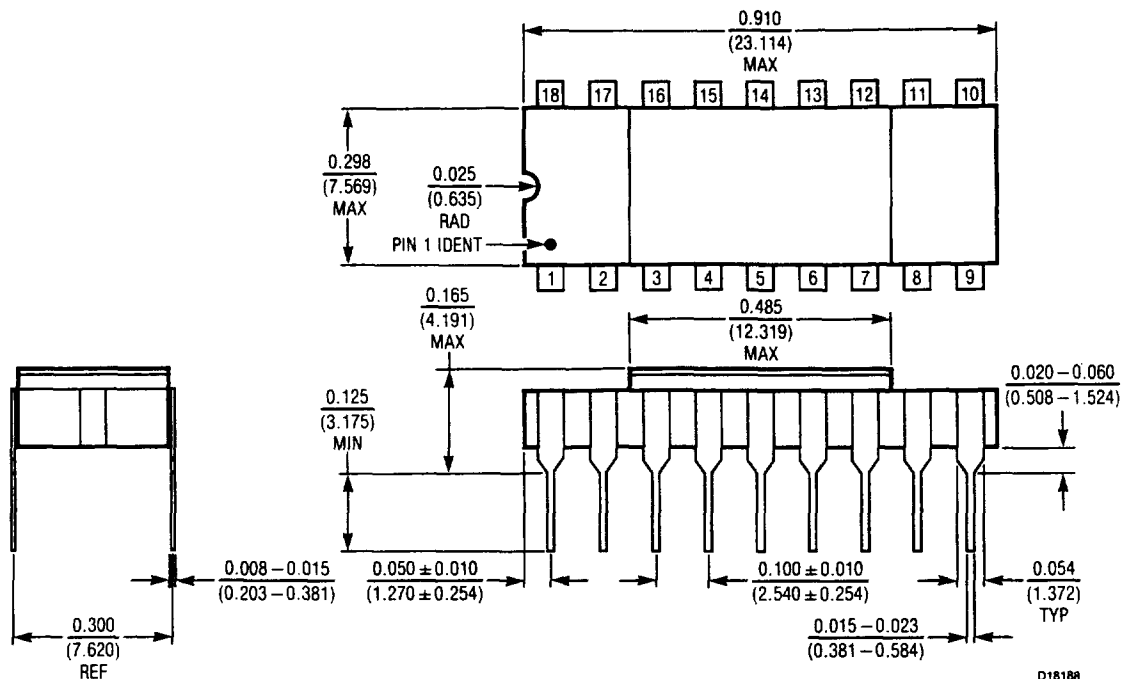 0.910
(23.114)
MAX
18 17 16 15 14 13 12 11 10
0.298
(7.569)
MAX
0.025
(0.635)
RAD
PIN 1 IDENT
1 2 3 4 5 6 7 8 9
0.165
(4.191)
MAX
0.485
(12.319)
MAX
0.020 – 0.060
(0.508 – 1.524)
0.125
(3.175)
MIN
0.008 – 0.015
(0.203 – 0.381)
0.050 ± 0.010
(1.270 ± 0.254)
0.100 ± 0.010
(2.540 ± 0.254)
0.054
(1.372)
TYP
0.300
(7.620)
REF
0.015 – 0.023
(0.381 – 0.584)
D18188